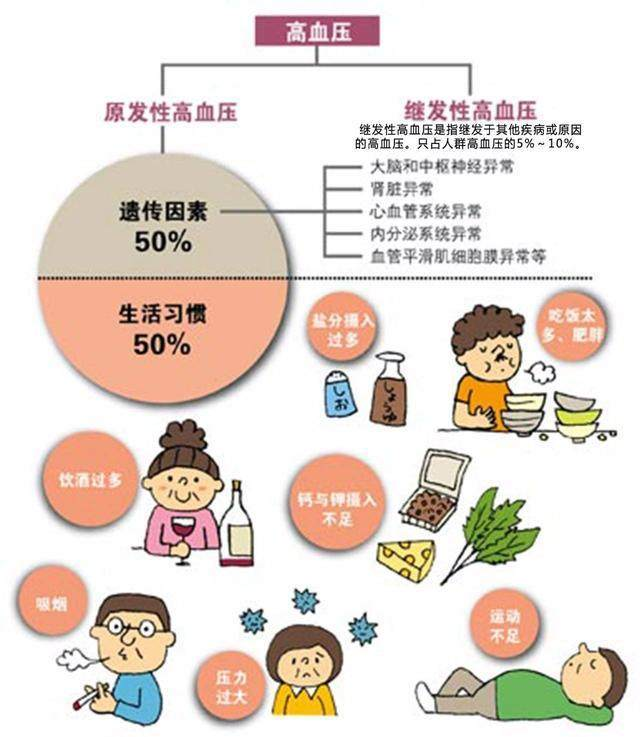 高血压
原发性高血压
继发性高血压
继发性高血压是指继发于其他疾病或原因
的高血压。只占人群高血压的5%～10%。
大脑和中枢神经异常
肾脏异常
心血管系统异常
内分泌系统异常
血管平滑肌细胞膜异常等
遗传因素
50%
生活习惯
50%
盐分摄入
过多
吃饭太
多、肥胖
しお
しょうゆ
饮酒过多
钙与钾摄入
不足
吸烟
压力
过大
运动
不足